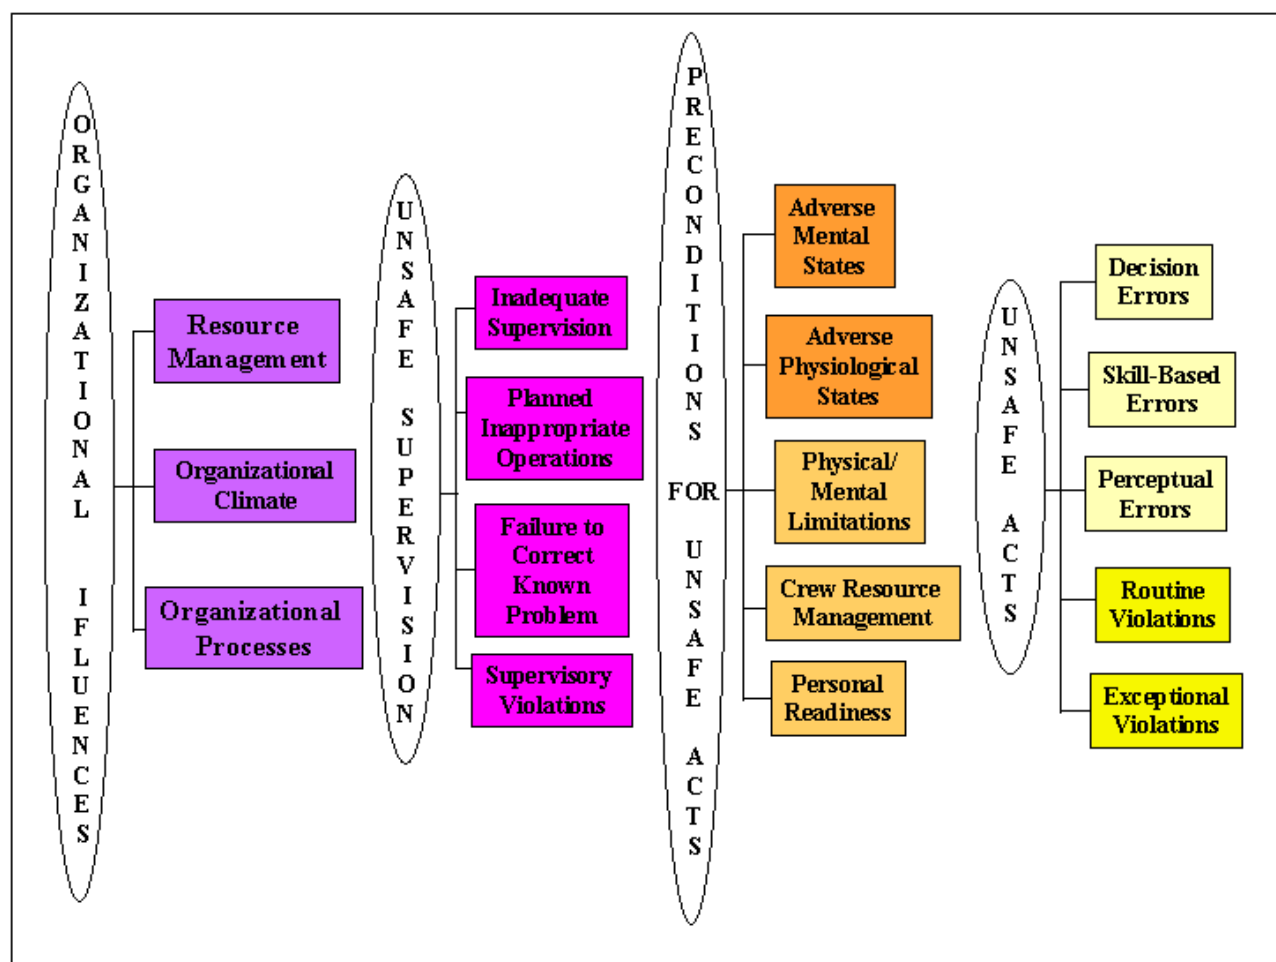 ORGANIZATIONAL IFLUENCES
Resource
Management
Organizational
Climate
Organizational
Processes
UNSAFE SUPERVISION
Inadequate
Supervision
Planned
Inappropriate
Operations
Failure to
Correct
Known
Problem
Supervisory
Violations
PRECONDITIONS FOR UNSAFE ACTS
Adverse
Mental
States
Adverse
Physiological
States
Physical/
Mental
Limitations
Crew Resource
Management
Personal
Readiness
UNSAFE ACTS
Decision
Errors
Skill-Based
Errors
Perceptual
Errors
Routine
Violations
Exceptional
Violations